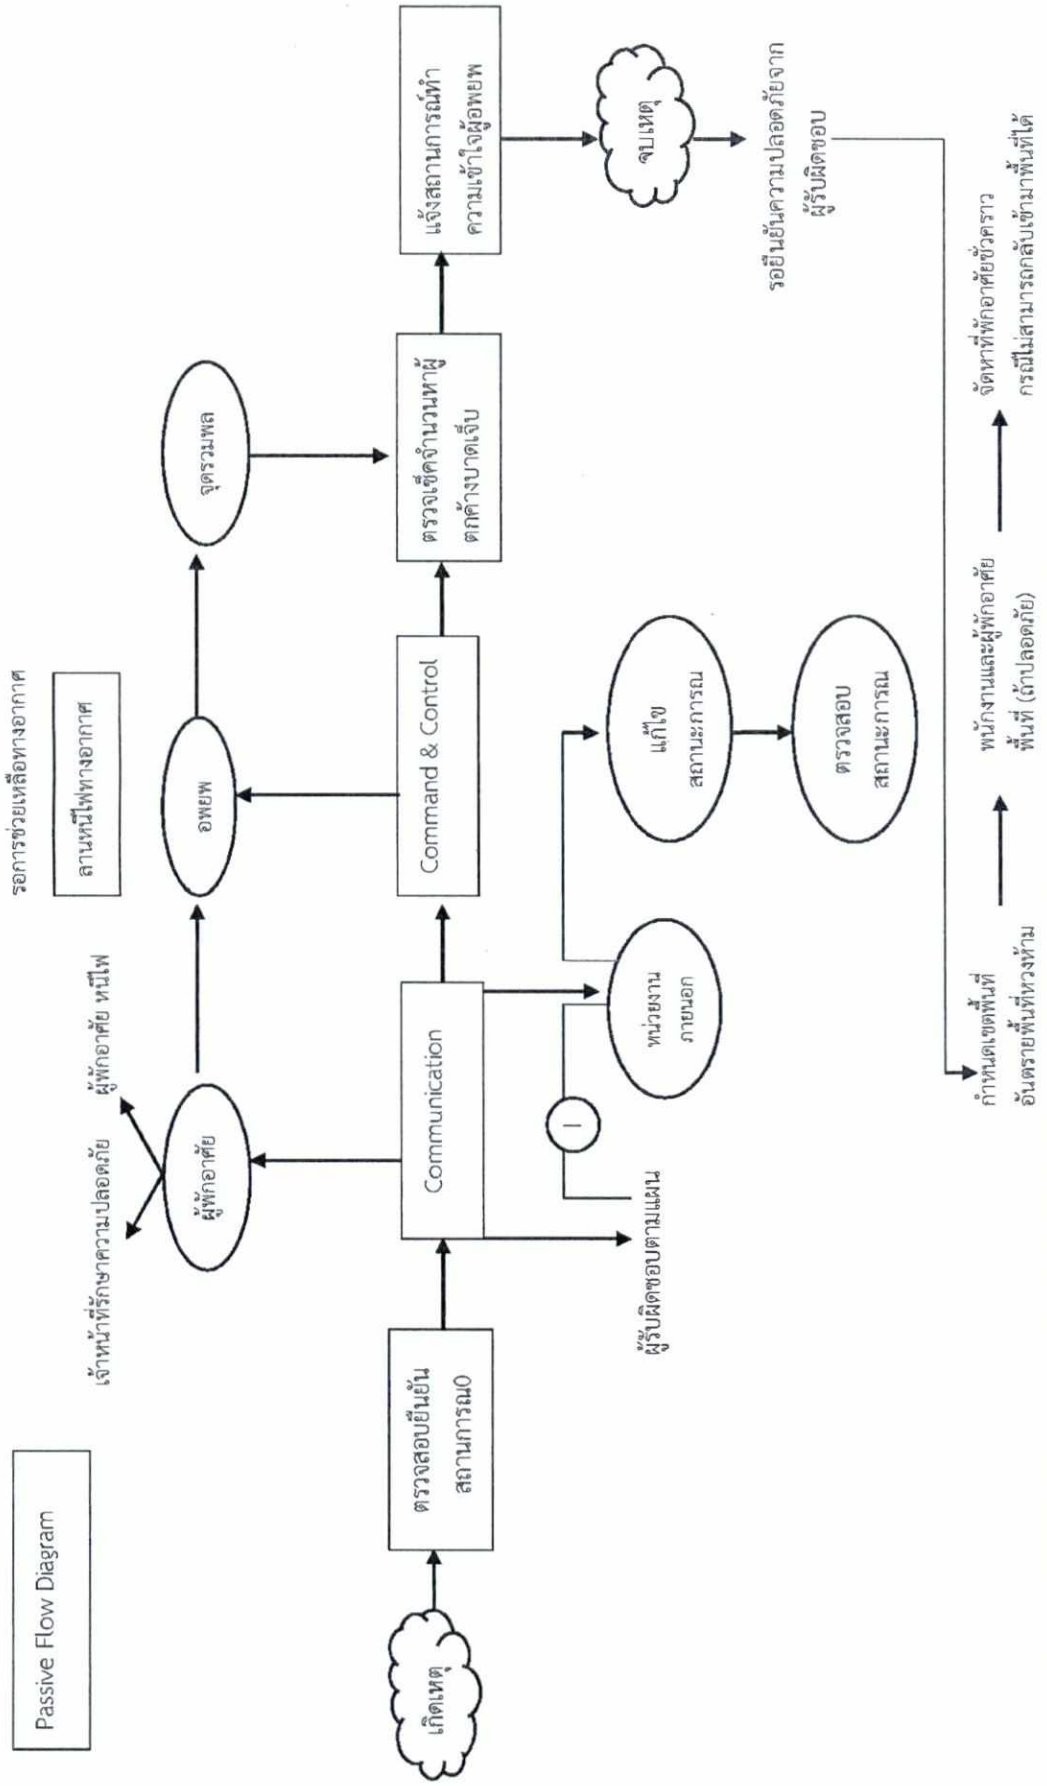 Passive Flow Diagram
รอการช่วยเหลือทางอากาศ
ลานหนีไฟทางอากาศ
เจ้าหน้าที่รักษาความปลอดภัย
ผู้พักอาศัย หนีไฟ
ผู้พักอาศัย
อพยพ
จุดรวมพล
เกิดเหตุ
ตรวจสอบยืนยัน
สถานการณ0
Communication
Command & Control
ตรวจเช็คจำนวนหาผู้
ตกค้างบาดเจ็บ
แจ้งสถานการณ์ทำ
ความเข้าใจผู้อพยพ
ผู้รับผิดชอบตามแผน
I
หน่วยงาน
ภายนอก
แก้ไข
สถานะการณ
ตรวจสอบ
สถานะการณ
จบเหตุ
รอยืนยันความปลอดภัยจาก
ผู้รับผิดชอบ
กำหนดเขตพื้นที่
อันตรายพื้นที่หวงห้าม
พนักงานและผู้พักอาศัย
พื้นที่ (ถ้าปลอดภัย)
จัดหาที่พักอาศัยชั่วคราว
กรณีไม่สามารถกลับเข้ามาพื้นที่ได้